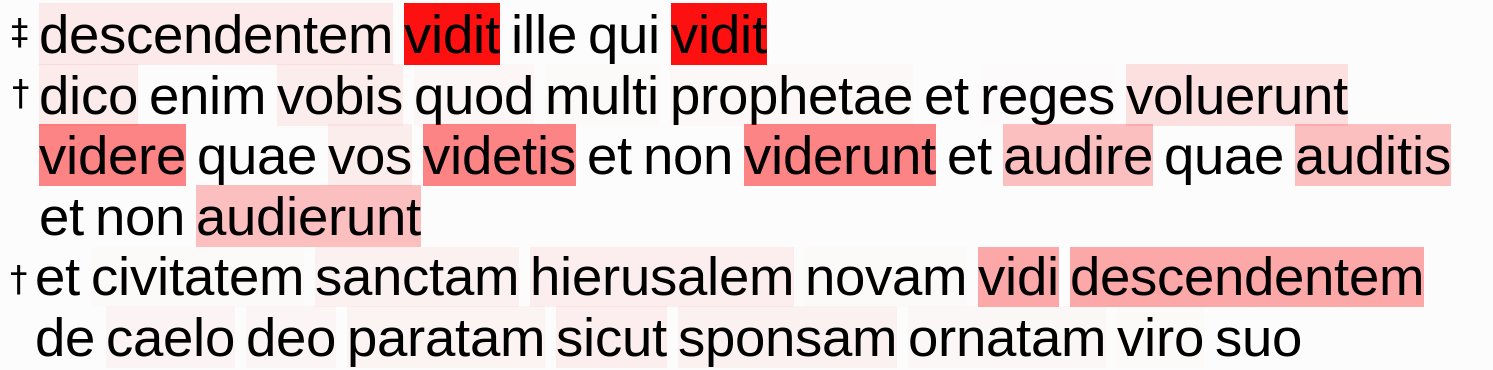 ‡ descendentem vidit ille qui vidit
† dico enim vobis quod multi prophetae et reges voluerunt
videre quae vos videtis et non viderunt et audire quae auditis
et non audierunt
† et civitatem sanctam hierusalem novam vidi descendentem
de caelo deo paratam sicut sponsam ornatam viro suo